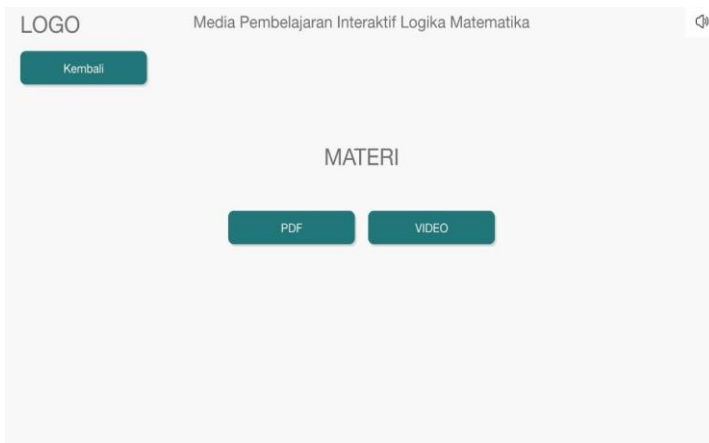 LOGO
Media Pembelajaran Interaktif Logika Matematika
Kembali
MATERI
PDF
VIDEO